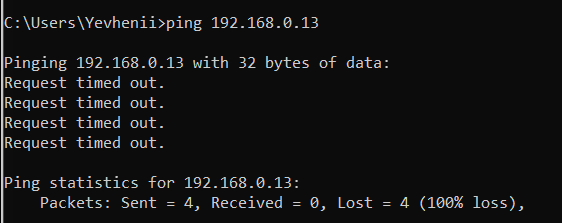 C:\Users\Yevhenii>ping 192.168.0.13
Pinging 192.168.0.13 with 32 bytes of data:
Request timed out.
Request timed out.
Request timed out.
Request timed out.
Ping statistics for 192.168.0.13:
    Packets: Sent = 4, Received = 0, Lost = 4 (100% loss),